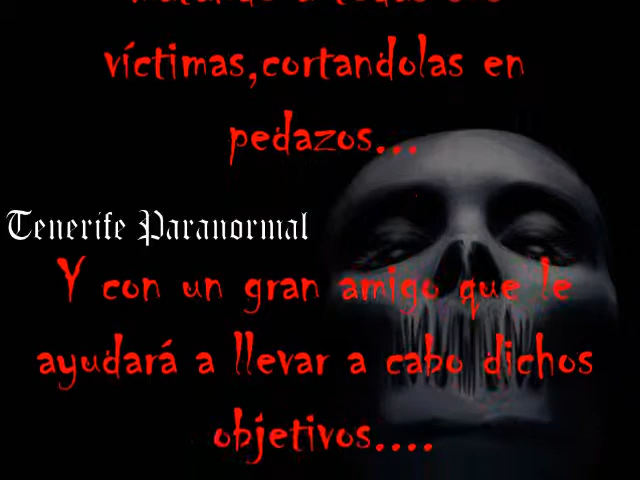 víctimas,cortandolas en
pedazos...
Tenerife Paranormal
Y con un gran amigo que le
ayudará a llevar a cabo dichos
objetivos....